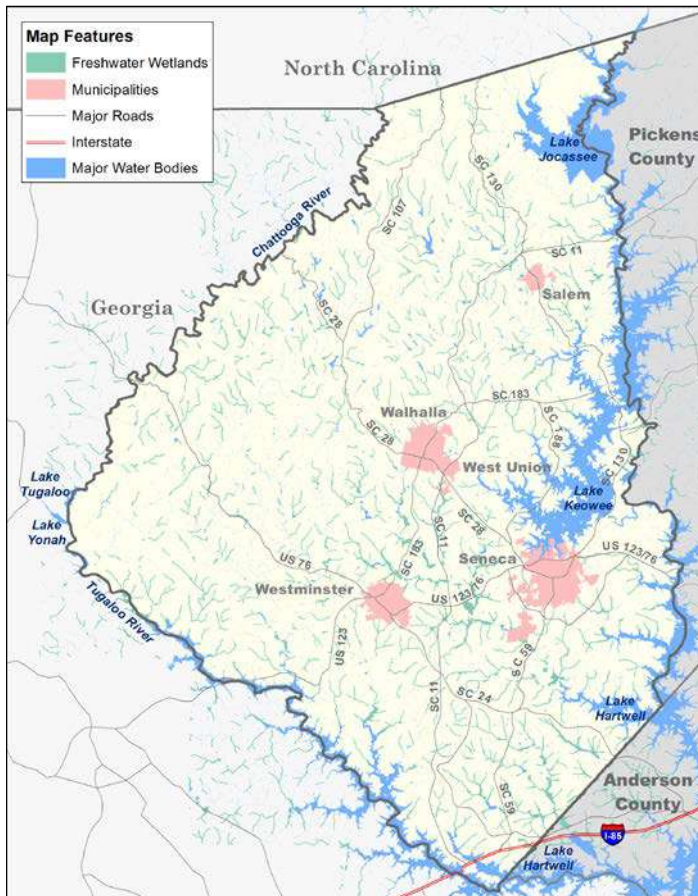 Map Features
Freshwater Wetlands
Municipalities
Major Roads
Interstate
Major Water Bodies
North Carolina
Lake
Jocassee
Pickens
County
SC 130
SC 107
Chattooga River
SC 11
Salem
Georgia
SC 28
SC 183
Walhalla
SC 188
SC 28
West Union
SC 130
Lake
Keowee
Lake
Tugaloo
Lake
Yonah
SC 28
SC 11
SC 183
US 76
Seneca
US 123/76
Westminster
US 123/76
Tugaloo River
US 123
SC 59
SC 11
SC 24
Lake
Hartwell
Anderson
County
SC 59
I-85
Lake
Hartwell